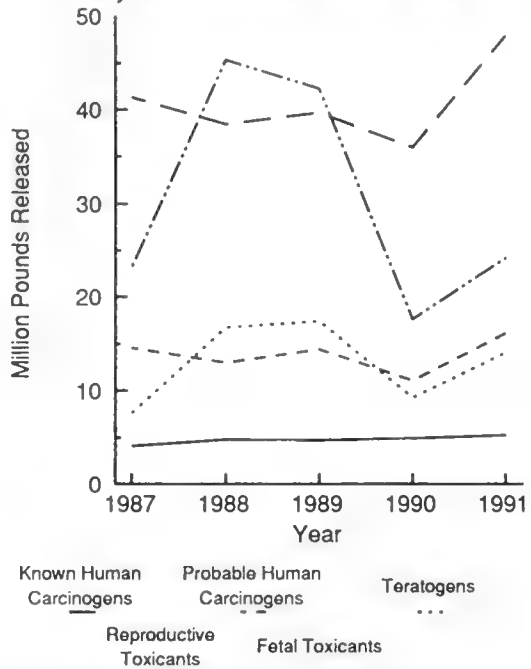 50
40
30
20
10
0
Million Pounds Released
1987 1988 1989 1990 1991
Year
Known Human Probable Human Teratogens
Carcinogens Carcinogens
Reproductive Fetal Toxicants
Toxicants